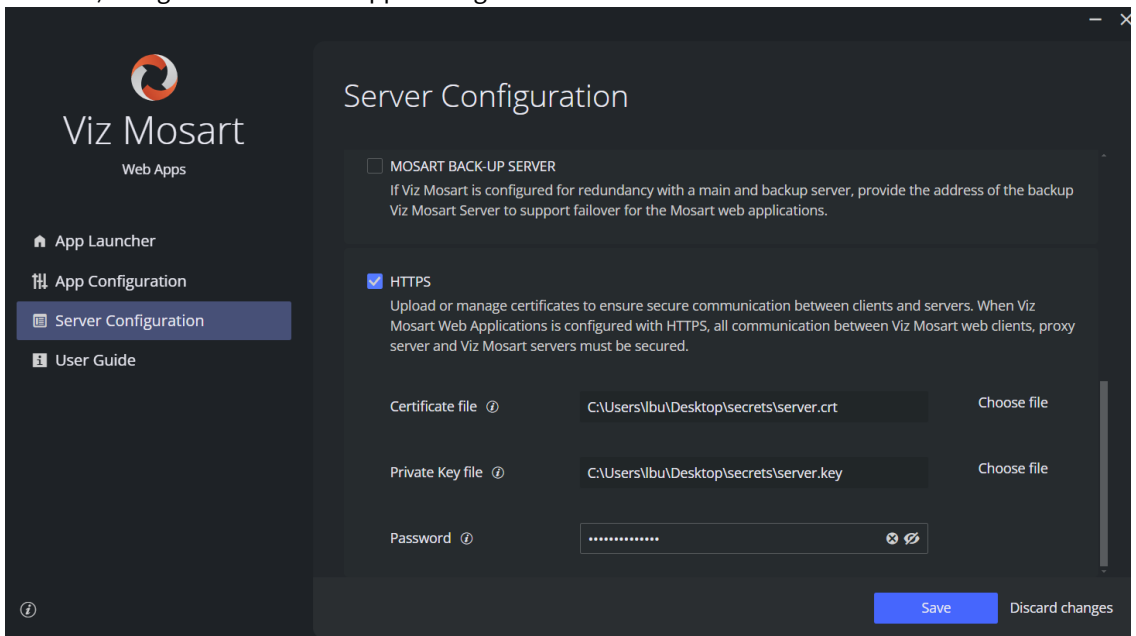 Viz Mosart
Web Apps
App Launcher
App Configuration
Server Configuration
User Guide
Server Configuration
MOSART BACK-UP SERVER
If Viz Mosart is configured for redundancy with a main and backup server, provide the address of the backup
Viz Mosart Server to support failover for the Mosart web applications.
HTTPS
Upload or manage certificates to ensure secure communication between clients and servers. When Viz
Mosart Web Applications is configured with HTTPS, all communication between Viz Mosart web clients, proxy
server and Viz Mosart servers must be secured.
Certificate file
C:\Users\lbu\Desktop\secrets\server.crt
Choose file
Private Key file
C:\Users\lbu\Desktop\secrets\server.key
Choose file
Password
••••••••••••••
Save
Discard changes